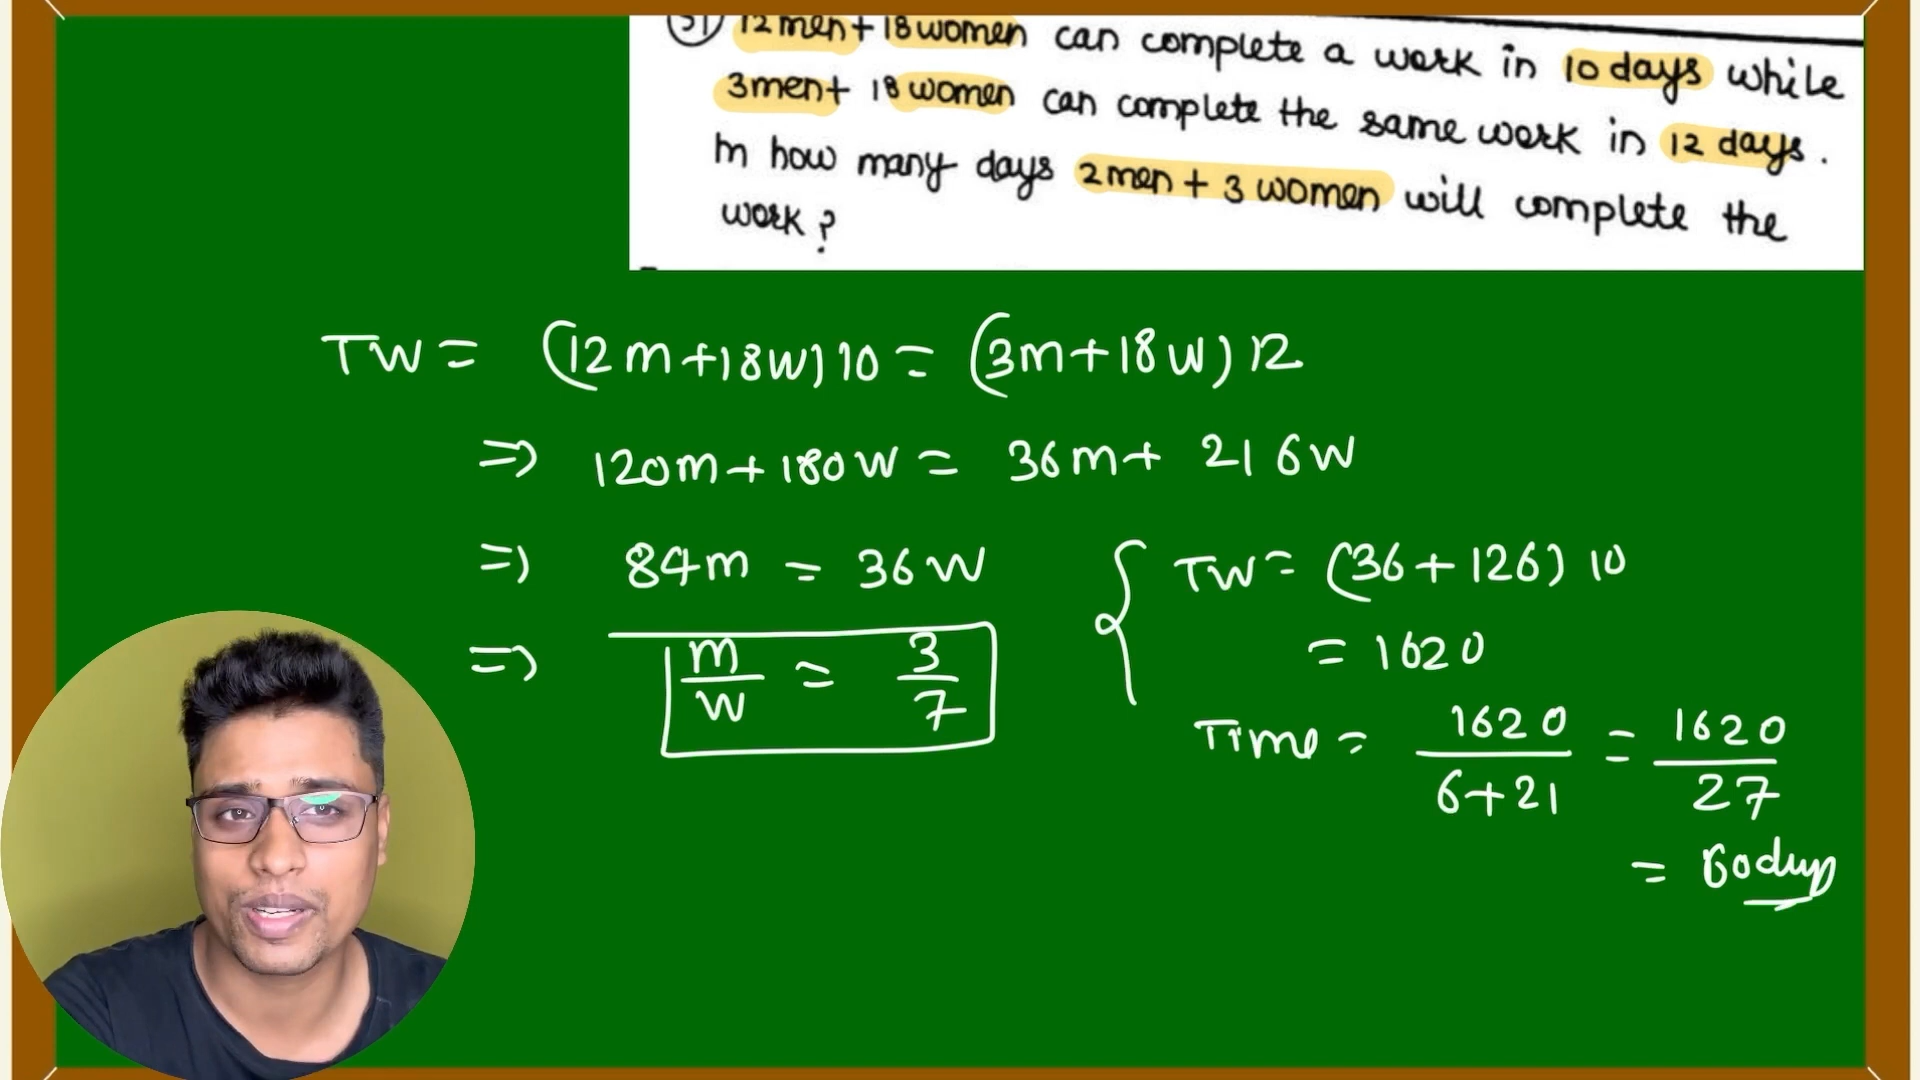 31) 12 men + 18 women can complete a work in 10 days while
3 men + 18 women can complete the same work in 12 days.
In how many days 2 men + 3 women will complete the
work?
TW = (12m+18W) 10 = (3m+18W) 12
=> 120m+180W = 36m+ 216W
=> 84m = 36W
=> m/W = 3/7
TW = (36+126) 10
= 1620
Time = 1620/6+21 = 1620/27
= 60 days